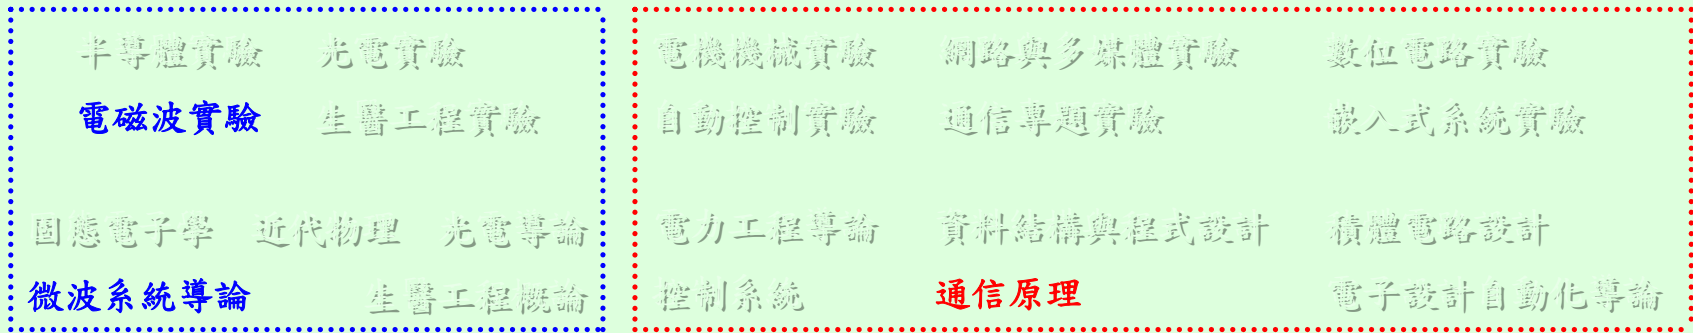 半導體實驗 光電實驗 電機機械實驗 網路與多媒體實驗 數位電路實驗
電磁波實驗 生醫工程實驗 自動控制實驗 通信專題實驗 嵌入式系統實驗
固態電子學 近代物理 光電導論 電力工程導論 資料結構與程式設計 積體電路設計
微波系統導論 生醫工程概論 控制系統 通信原理 電子設計自動化導論